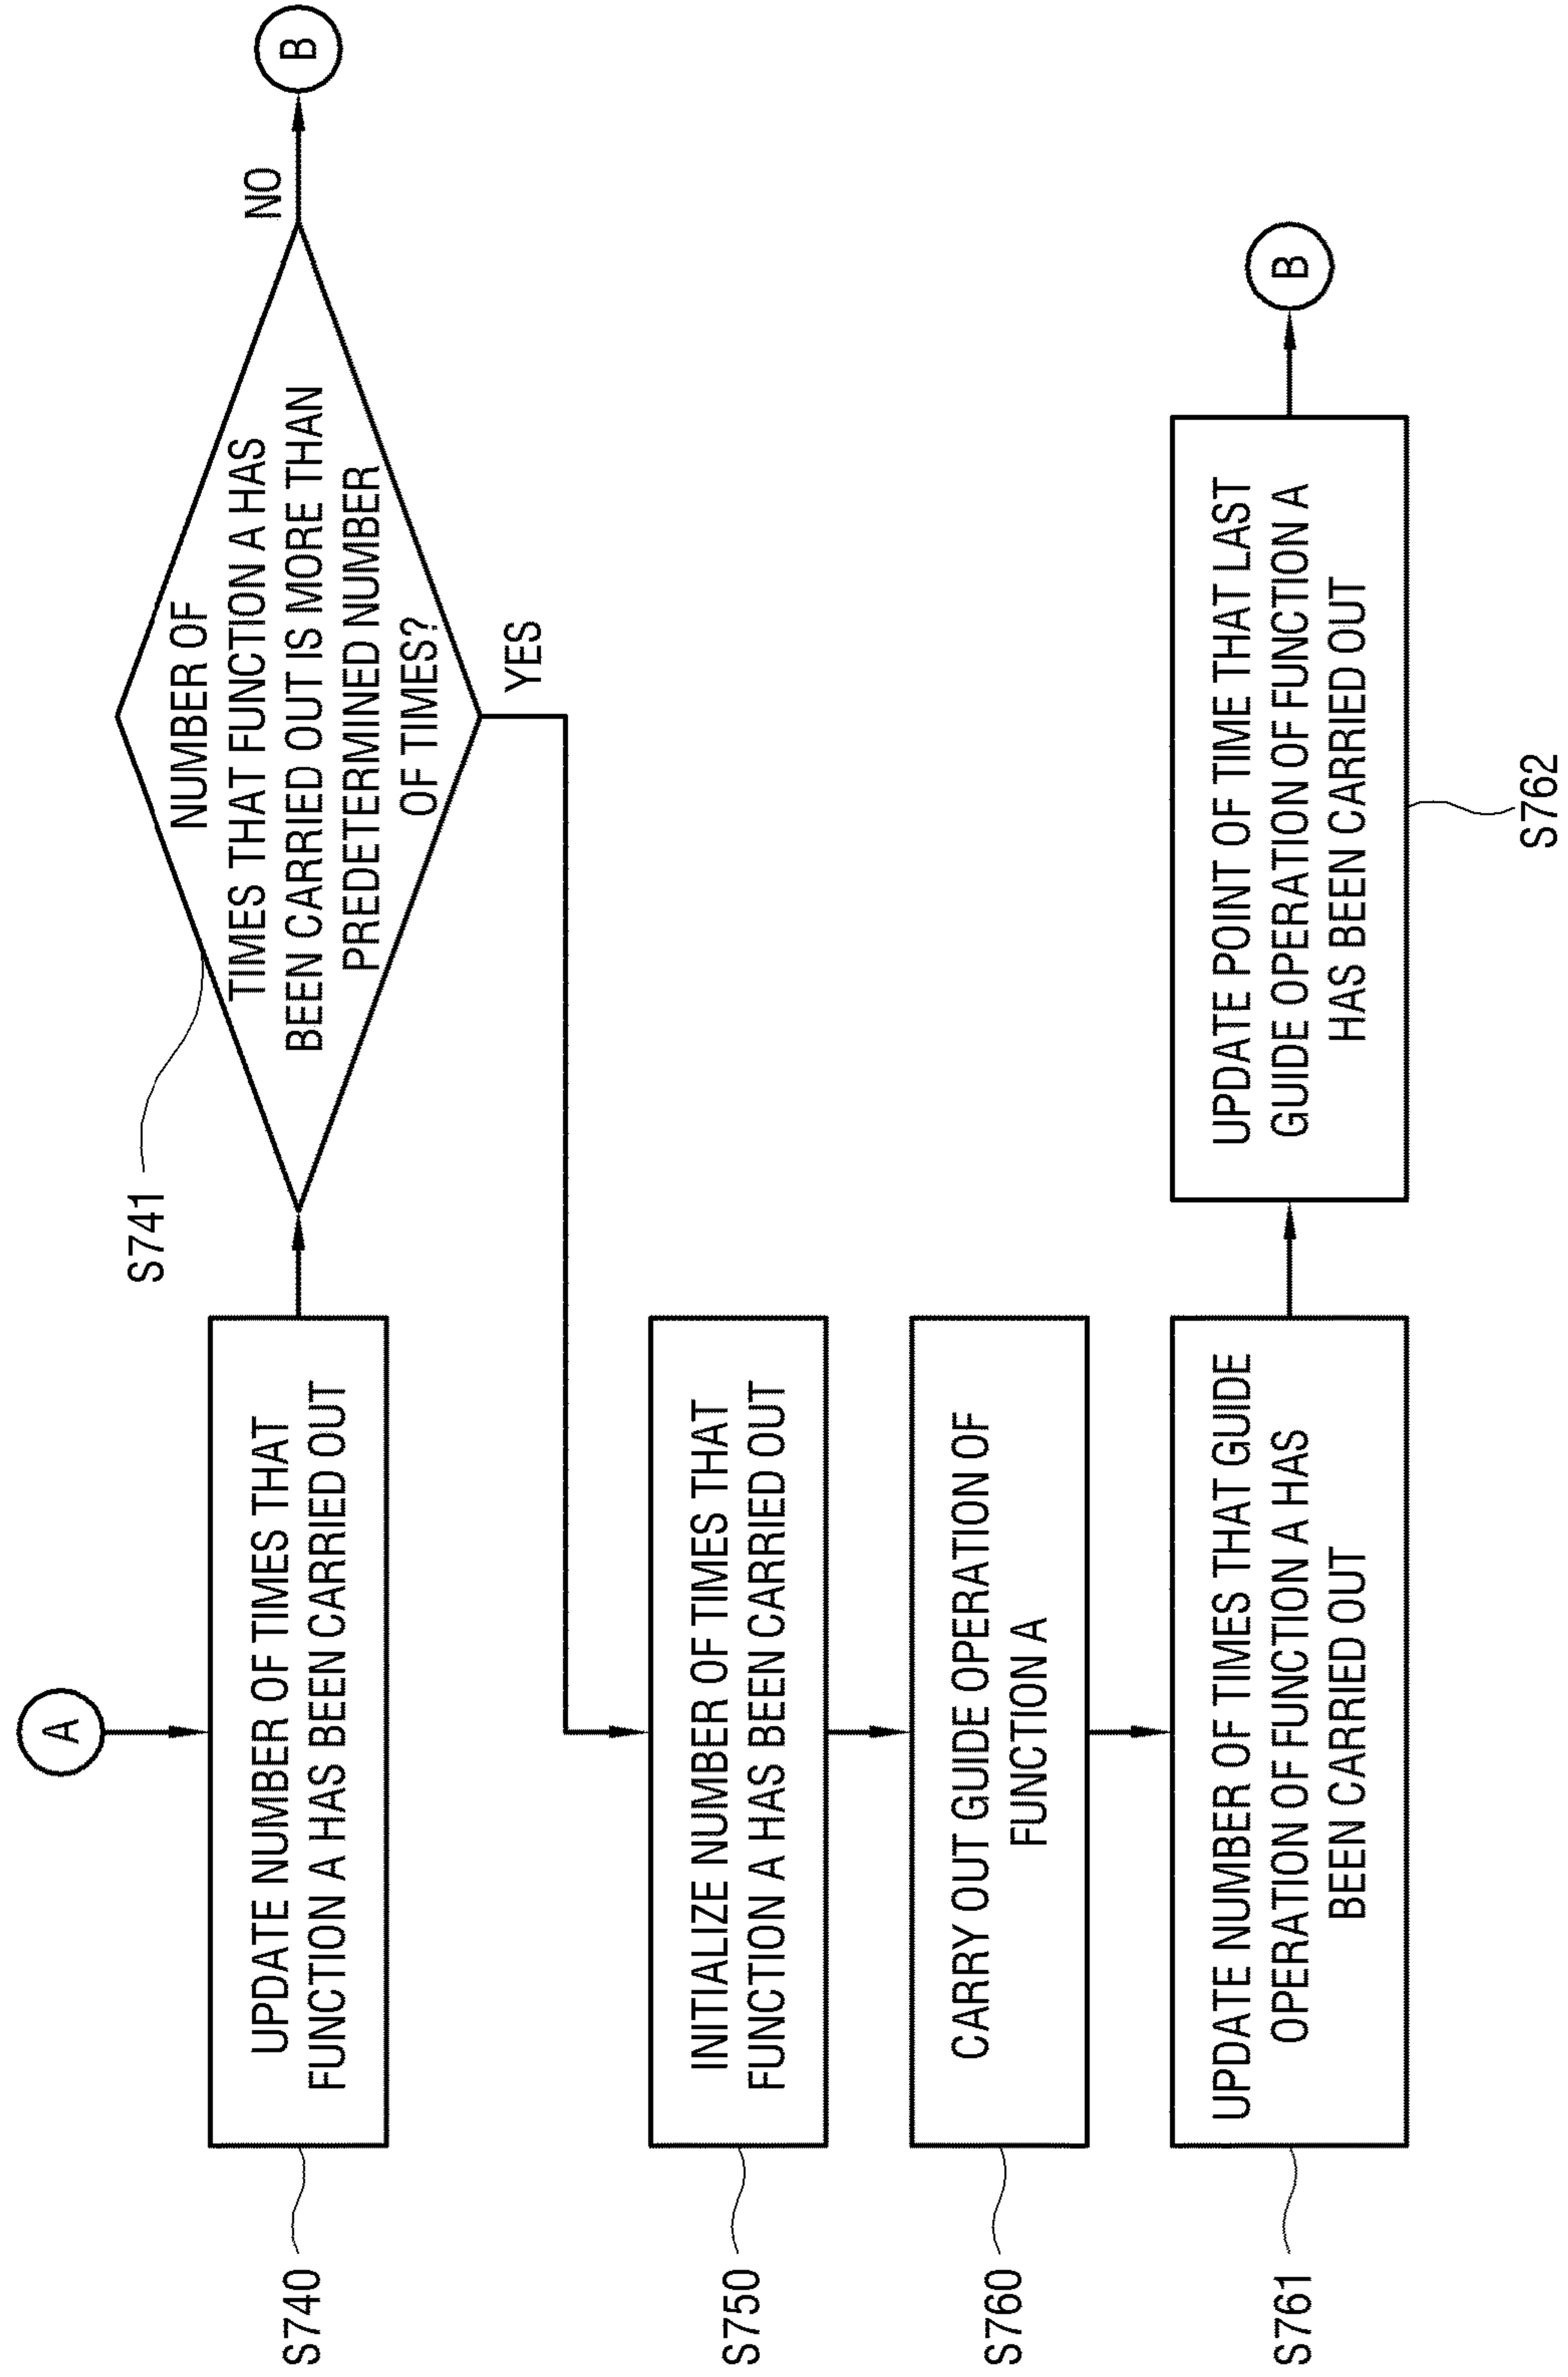 A
S740
UPDATE NUMBER OF TIMES THAT
FUNCTION A HAS BEEN CARRIED OUT
S741
NUMBER OF
TIMES THAT FUNCTION A HAS
BEEN CARRIED OUT IS MORE THAN
PREDETERMINED NUMBER
OF TIMES?
NO
B
YES
S750
INITIALIZE NUMBER OF TIMES THAT
FUNCTION A HAS BEEN CARRIED OUT
S760
CARRY OUT GUIDE OPERATION OF
FUNCTION A
S761
UPDATE NUMBER OF TIMES THAT GUIDE
OPERATION OF FUNCTION A HAS
BEEN CARRIED OUT
UPDATE POINT OF TIME THAT LAST
GUIDE OPERATION OF FUNCTION A
HAS BEEN CARRIED OUT
S762
B